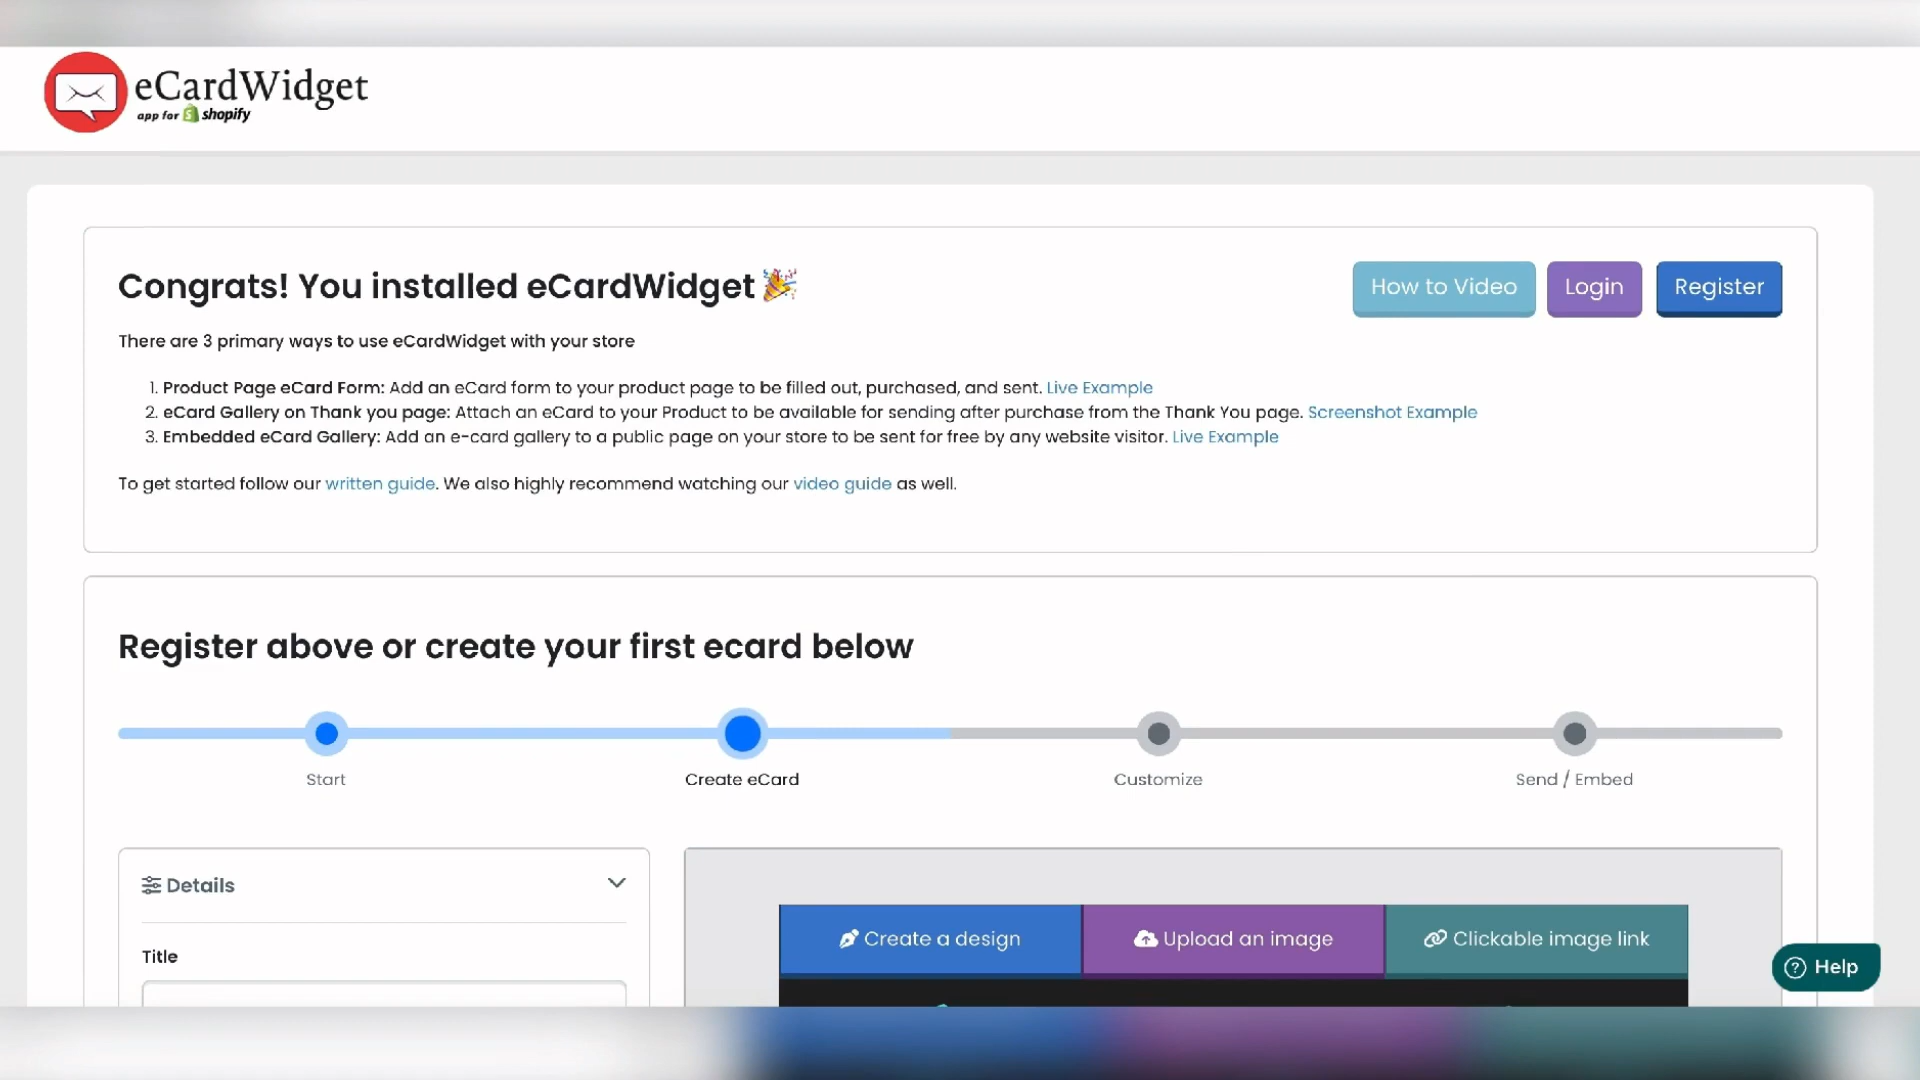 eCardWidget
app for shopify
Congrats! You installed eCardWidget
How to Video
Login
Register
There are 3 primary ways to use eCardWidget with your store
1. Product Page eCard Form: Add an eCard form to your product page to be filled out, purchased, and sent. Live Example
2. eCard Gallery on Thank you page: Attach an eCard to your Product to be available for sending after purchase from the Thank You page. Screenshot Example
3. Embedded eCard Gallery: Add an e-card gallery to a public page on your store to be sent for free by any website visitor. Live Example
To get started follow our written guide. We also highly recommend watching our video guide as well.
Register above or create your first ecard below
Start
Create eCard
Customize
Send / Embed
Details
Title
Create a design
Upload an image
Clickable image link
Help